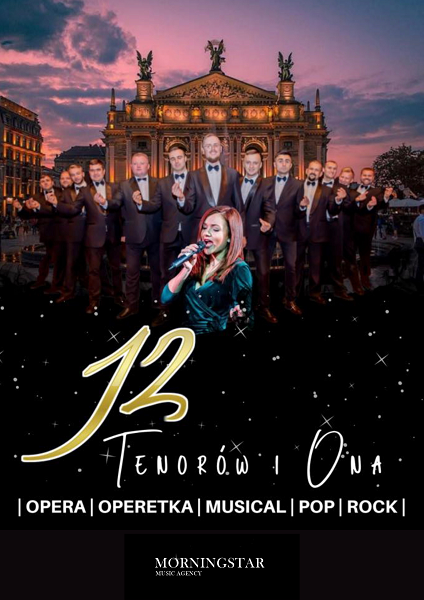 12
Tenorów i Ona
| OPERA | OPERETKA | MUSICAL | POP | ROCK |
MORNINGSTAR
MUSIC AGENCY